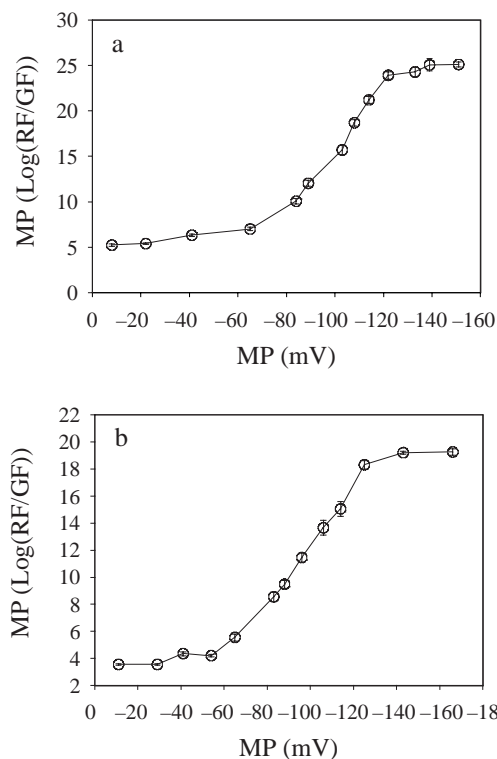 a
30
25
20
15
10
5
0
MP (Log(RF/GF))
0 –20 –40 –60 –80 –100 –120 –140 –160
MP (mV)
b
22
20
18
16
14
12
10
8
6
4
2
MP (Log(RF/GF))
0 –20 –40 –60 –80 –100 –120 –140 –160 –18
MP (mV)